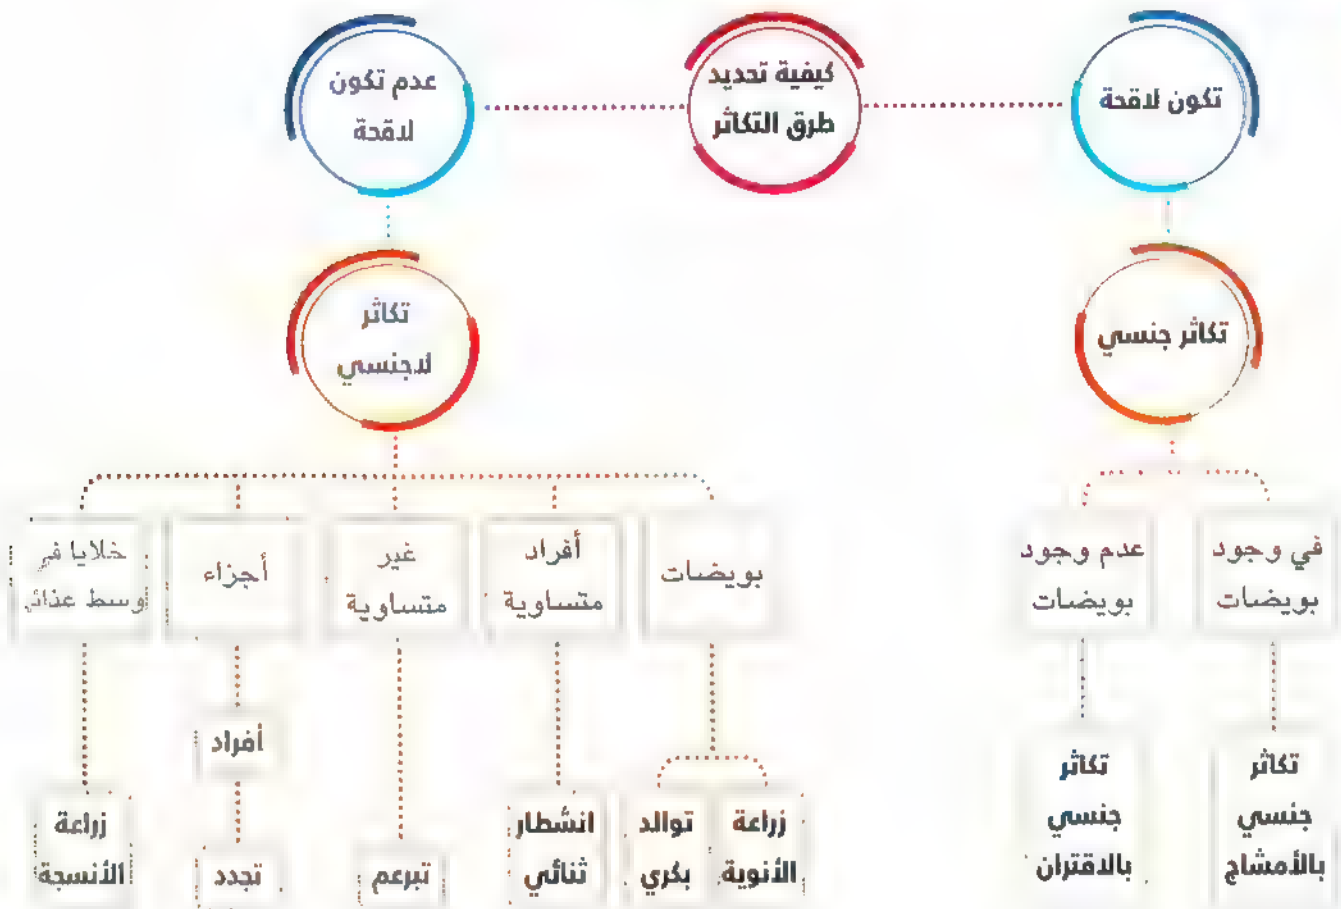 كيفية تحديد
طرق التكاثر
تكون لاقحة
عدم تكون
لاقحة
تكاثر جنسي
تكاثر
لاجنسي
في وجود
بويضات
عدم وجود
بويضات
بويضات
أفراد
متساوية
غير
متساوية
أجزاء
خلايا في
وسط غذائي
أفراد
تكاثر
جنسي
بالأمشاج
تكاثر
جنسي
بالاقتران
زراعة
الأنوية
توالد
بكري
انشطار
ثنائي
تبرعم
تجدد
زراعة
الأنسجة